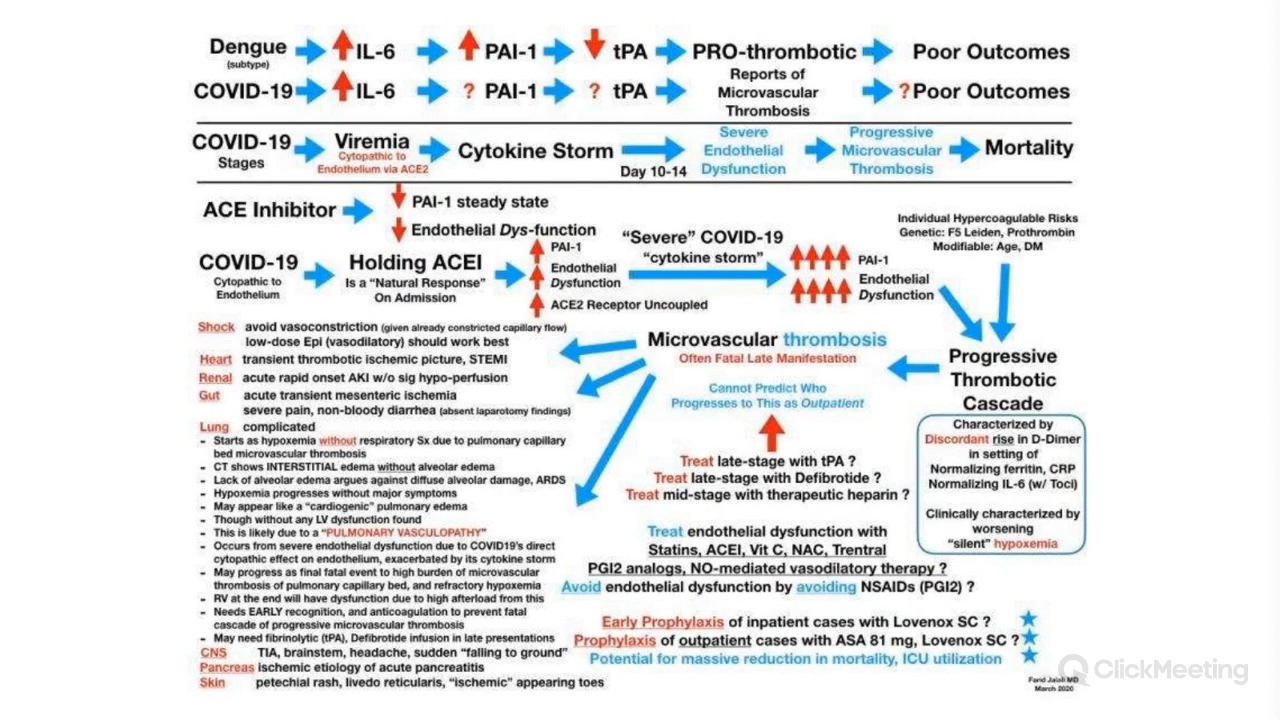 Dengue IL-6 PAI-1 tPA PRO-thrombotic Poor Outcomes
(subtype)
COVID-19 IL-6 ? PAI-1 ? tPA Reports of Microvascular Thrombosis ? Poor Outcomes
COVID-19 Stages
Viremia
Cytopathic to
Endothelium via ACE2
Cytokine Storm
Day 10-14
Severe
Endothelial
Dysfunction
Progressive
Microvascular
Thrombosis
Mortality
ACE Inhibitor
PAI-1 steady state
Endothelial Dys-function
COVID-19
Cytopathic to
Endothelium
Holding ACEI
Is a “Natural Response”
On Admission
PAI-1
Endothelial
Dysfunction
ACE2 Receptor Uncoupled
“Severe” COVID-19
“cytokine storm”
PAI-1
Endothelial
Dysfunction
Individual Hypercoagulable Risks
Genetic: F5 Leiden, Prothrombin
Modifiable: Age, DM
Progressive
Thrombotic
Cascade
Characterized by
Discordant rise in D-Dimer
in setting of
Normalizing ferritin, CRP
Normalizing IL-6 (w/ Toci)
Clinically characterized by
worsening
“silent” hypoxemia
Microvascular thrombosis
Often Fatal Late Manifestation
Cannot Predict Who
Progresses to This as Outpatient
Treat late-stage with tPA ?
Treat late-stage with Defibrotide ?
Treat mid-stage with therapeutic heparin ?
Treat endothelial dysfunction with
Statins, ACEI, Vit C, NAC, Trentral
PGI2 analogs, NO-mediated vasodilatory therapy ?
Avoid endothelial dysfunction by avoiding NSAIDs (PGI2) ?
Early Prophylaxis of inpatient cases with Lovenox SC ?
Prophylaxis of outpatient cases with ASA 81 mg, Lovenox SC ?
Potential for massive reduction in mortality, ICU utilization
Shock avoid vasoconstriction (given already constricted capillary flow)
low-dose Epi (vasodilatory) should work best
Heart transient thrombotic ischemic picture, STEMI
Renal acute rapid onset AKI w/o sig hypo-perfusion
Gut acute transient mesenteric ischemia
severe pain, non-bloody diarrhea (absent laparotomy findings)
Lung complicated
- Starts as hypoxemia without respiratory Sx due to pulmonary capillary
bed microvascular thrombosis
- CT shows INTERSTITIAL edema without alveolar edema
- Lack of alveolar edema argues against diffuse alveolar damage, ARDS
- Hypoxemia progresses without major symptoms
- May appear like a “cardiogenic” pulmonary edema
- Though without any LV dysfunction found
- This is likely due to a “PULMONARY VASCULOPATHY”
- Occurs from severe endothelial dysfunction due to COVID19’s direct
cytopathic effect on endothelium, exacerbated by its cytokine storm
- May progress as final fatal event to high burden of microvascular
thrombosis of pulmonary capillary bed, and refractory hypoxemia
- RV at the end will have dysfunction due to high afterload from this
- Needs EARLY recognition, and anticoagulation to prevent fatal
cascade of progressive microvascular thrombosis
- May need fibrinolytic (tPA), Defibrotide infusion in late presentations
CNS TIA, brainstem, headache, sudden “falling to ground”
Pancreas ischemic etiology of acute pancreatitis
Skin petechial rash, livedo reticularis, “ischemic” appearing toes
Farid Jalali MD
March 2020
ClickMeeting